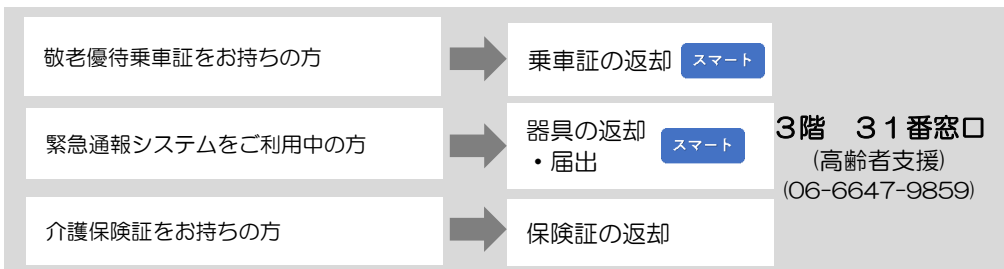 敬老優待乗車証をお持ちの方
乗車証の返却 スマート
緊急通報システムをご利用中の方
器具の返却
・届出 スマート
介護保険証をお持ちの方
保険証の返却
3階 31番窓口
(高齢者支援)
(06-6647-9859)